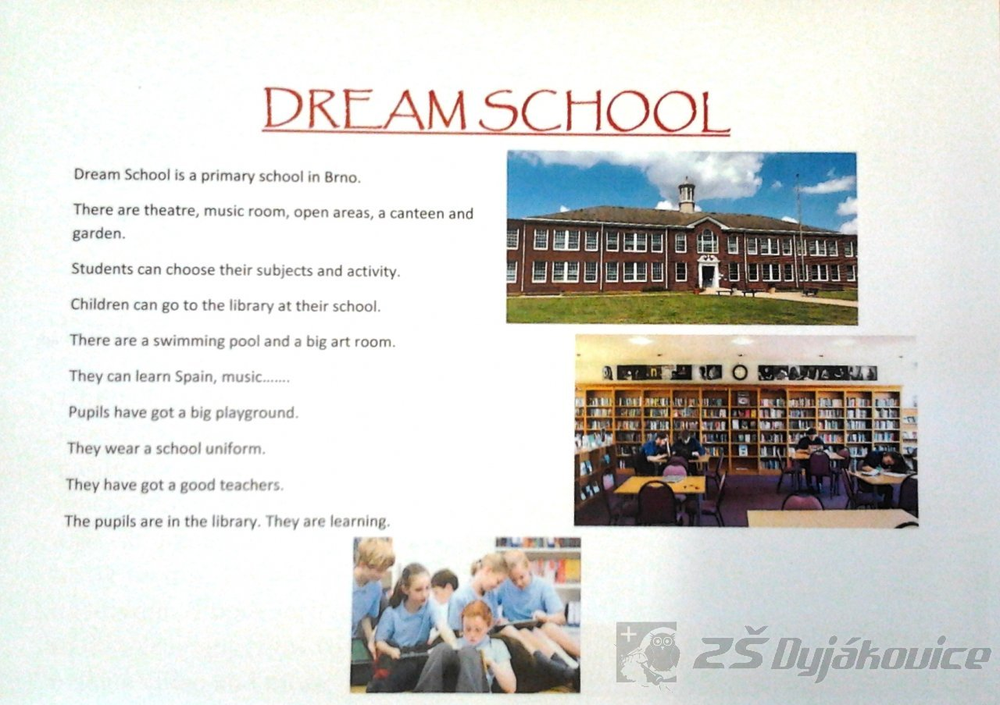 DREAM SCHOOL
Dream School is a primary school in Brno.
There are theatre, music room, open areas, a canteen and
garden.
Students can choose their subjects and activity.
Children can go to the library at their school.
There are a swimming pool and a big art room.
They can learn Spain, music…….
Pupils have got a big playground.
They wear a school uniform.
They have got a good teachers.
The pupils are in the library. They are learning.
ZŠ Dyjákovice